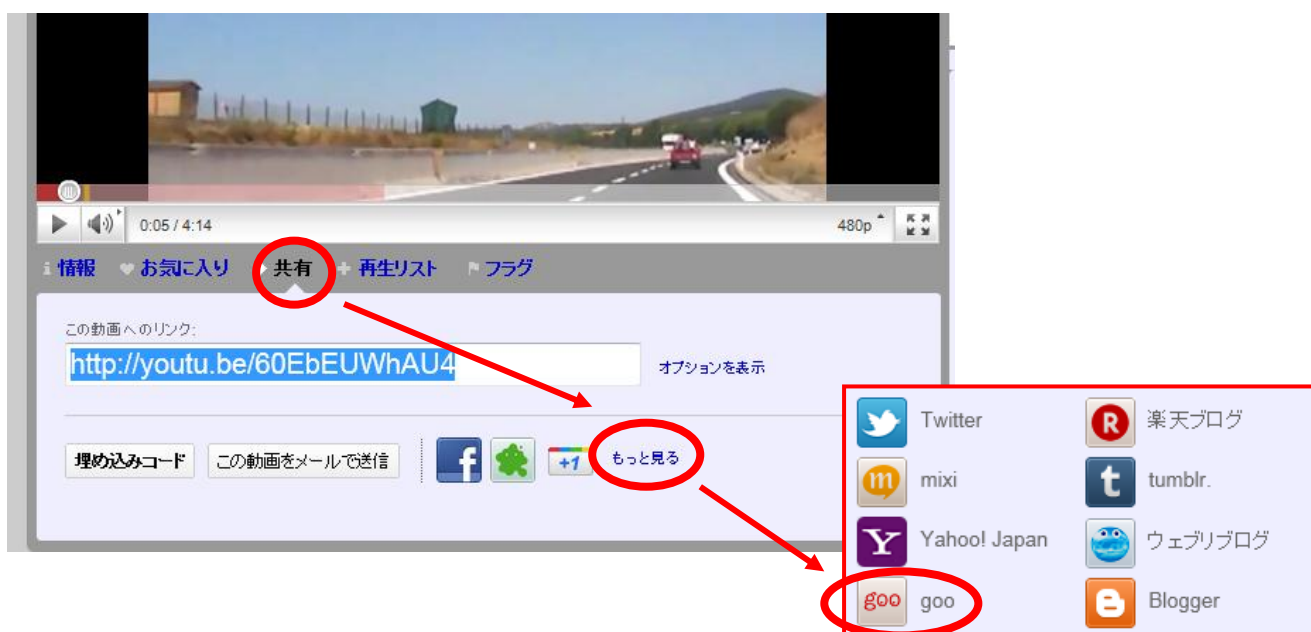 0:05 / 4:14
480p
情報 お気に入り 共有 再生リスト フラグ
この動画へのリンク:
http://youtu.be/60EbEUWhAU4
オプションを表示
埋め込みコード この動画をメールで送信 f +1 もっと見る
Twitter
R 楽天ブログ
m mixi
t tumblr.
Y Yahoo! Japan
ウェブリブログ
goo goo
B Blogger